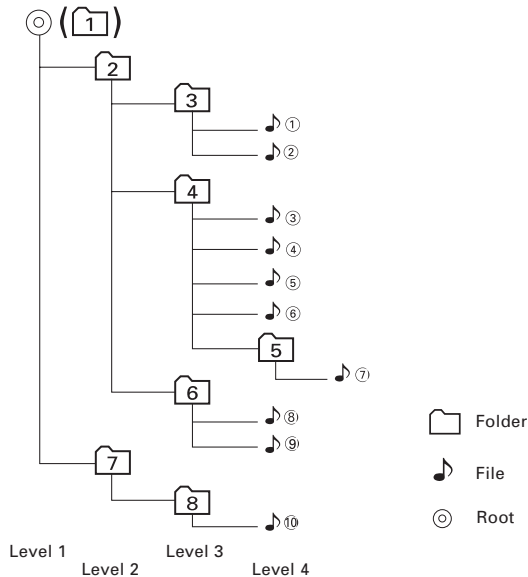 (1)
2
3
①
②
4
③
④
⑤
⑥
5
⑦
6
⑧
⑨
7
8
⑩
Folder
File
Root
Level 1
Level 2
Level 3
Level 4